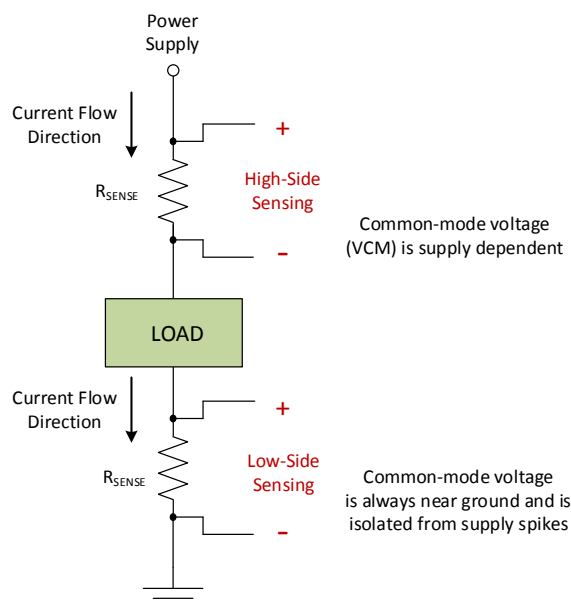 Power
Supply
Current Flow
Direction
+
RSENSE
High-Side
Sensing
-
Common-mode voltage
(VCM) is supply dependent
LOAD
Current Flow
Direction
+
RSENSE
Low-Side
Sensing
-
Common-mode voltage
is always near ground and is
isolated from supply spikes